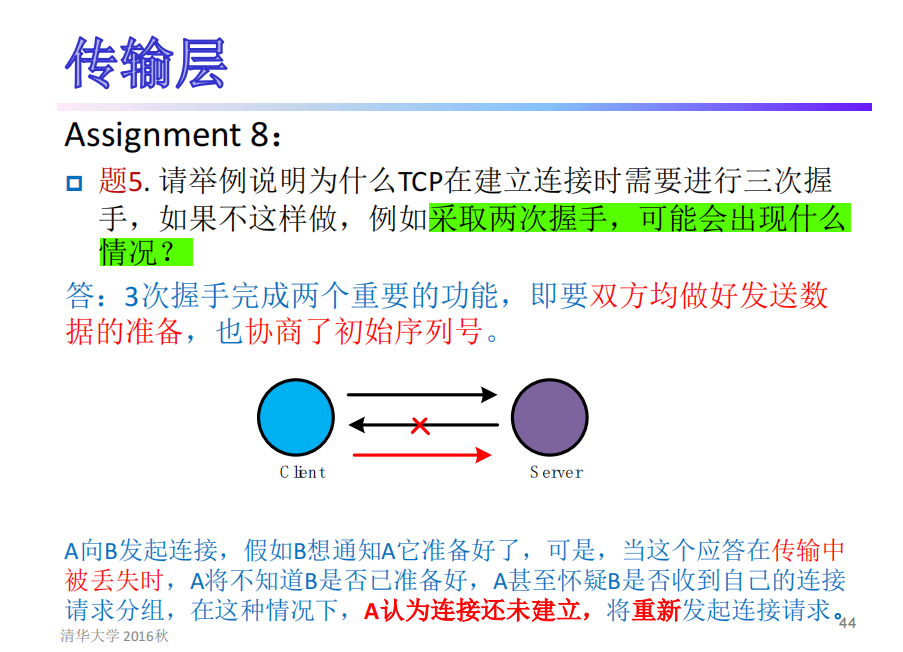 传输层
Assignment 8：
题5. 请举例说明为什么TCP在建立连接时需要进行三次握
手，如果不这样做，例如采取两次握手，可能会出现什么
情况？
答：3次握手完成两个重要的功能，即要双方均做好发送数
据的准备，也协商了初始序列号。
Client
Server
A向B发起连接，假如B想通知A它准备好了，可是，当这个应答在传输中
被丢失时，A将不知道B是否已准备好，A甚至怀疑B是否收到自己的连接
请求分组，在这种情况下，A认为连接还未建立，将重新发起连接请求。
44
清华大学 2016秋